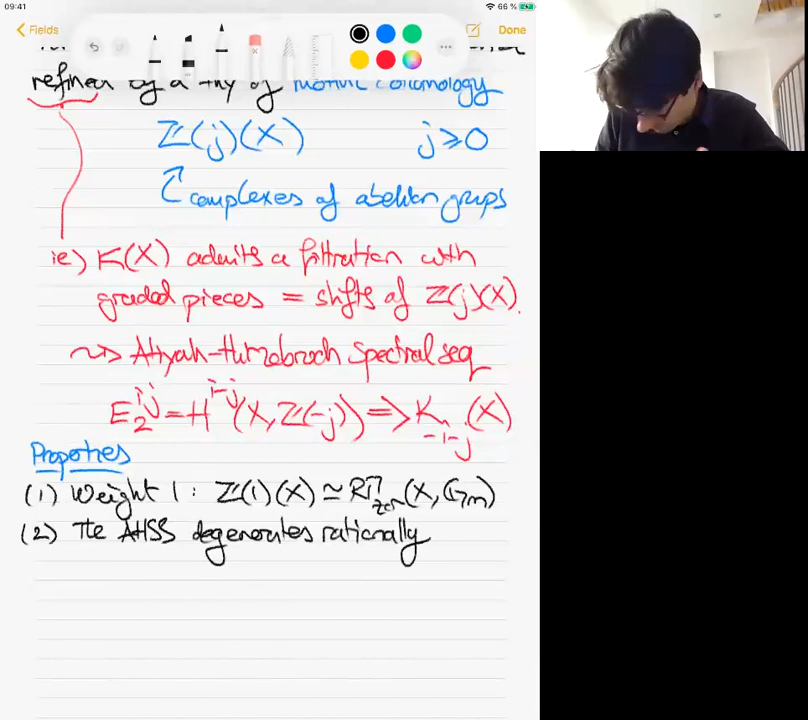 09:41
66 %
Fields
Done
refined by a thy of motivic cohomology
ℤ(j)(X) j⩾0
complexes of abelian groups
ie) K(X) admits a filtration with
graded pieces = shifts of ℤ(j)(X).
⇝ Atiyah-Hirzebruch Spectral seq
E₂^{i,j} = H^{i-j}(X, ℤ(-j)) ⟹ K_{-i-j}(X)
Properties
(1) Weight 1: ℤ(1)(X) ≃ RΓ_{zar}(X, 𝔾m)
(2) The AHSS degenerates rationally